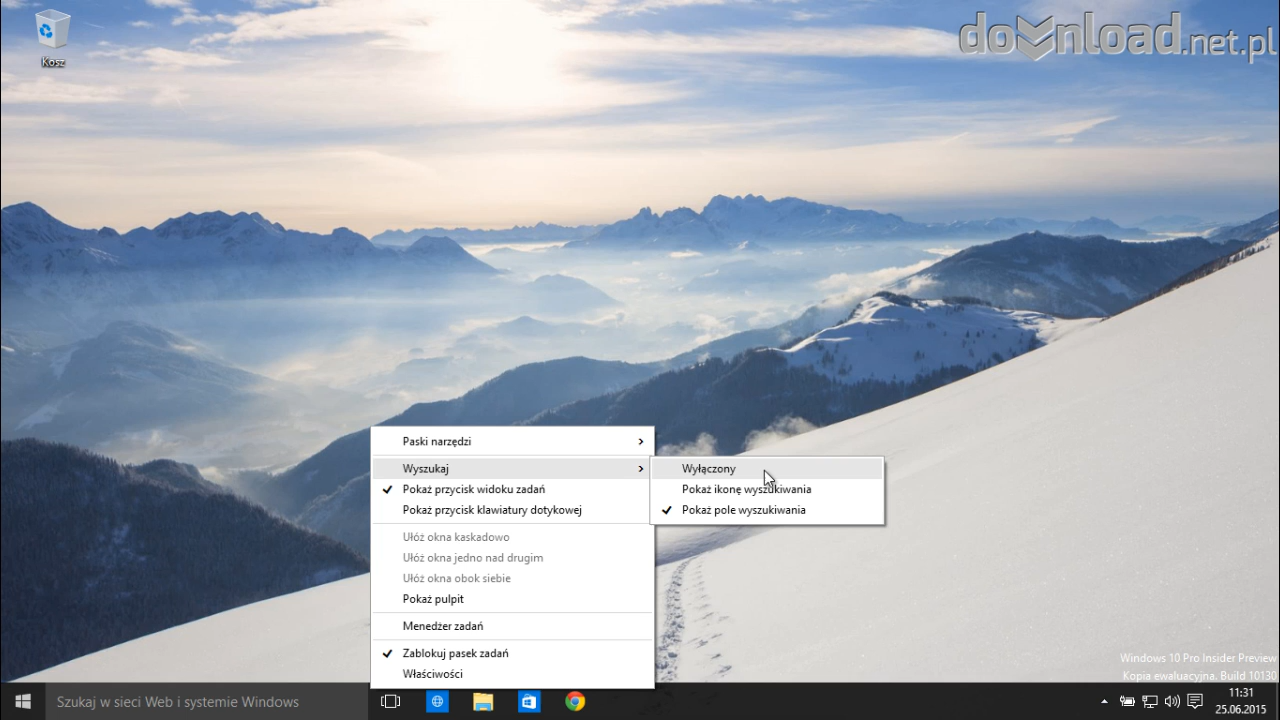 download.net.pl
Kosz
Paski narzędzi
Wyszukaj
Pokaż przycisk widoku zadań
Pokaż przycisk klawiatury dotykowej
Ułóż okna kaskadowo
Ułóż okna jedno nad drugim
Ułóż okna obok siebie
Pokaż pulpit
Menedżer zadań
Zablokuj pasek zadań
Właściwości
Wyłączony
Pokaż ikonę wyszukiwania
Pokaż pole wyszukiwania
Windows 10 Pro Insider Preview
Kopia ewaluacyjna. Build 10130
Szukaj w sieci Web i systemie Windows
11:31
25.06.2015